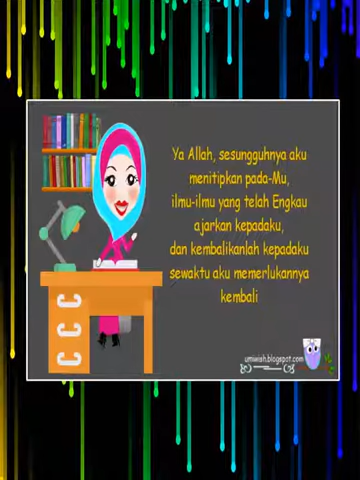 Ya Allah, sesungguhnya aku
menitipkan pada-Mu,
ilmu-ilmu yang telah Engkau
ajarkan kepadaku,
dan kembalikanlah kepadaku
sewaktu aku memerlukannya
kembali
umiwish.blogspot.com